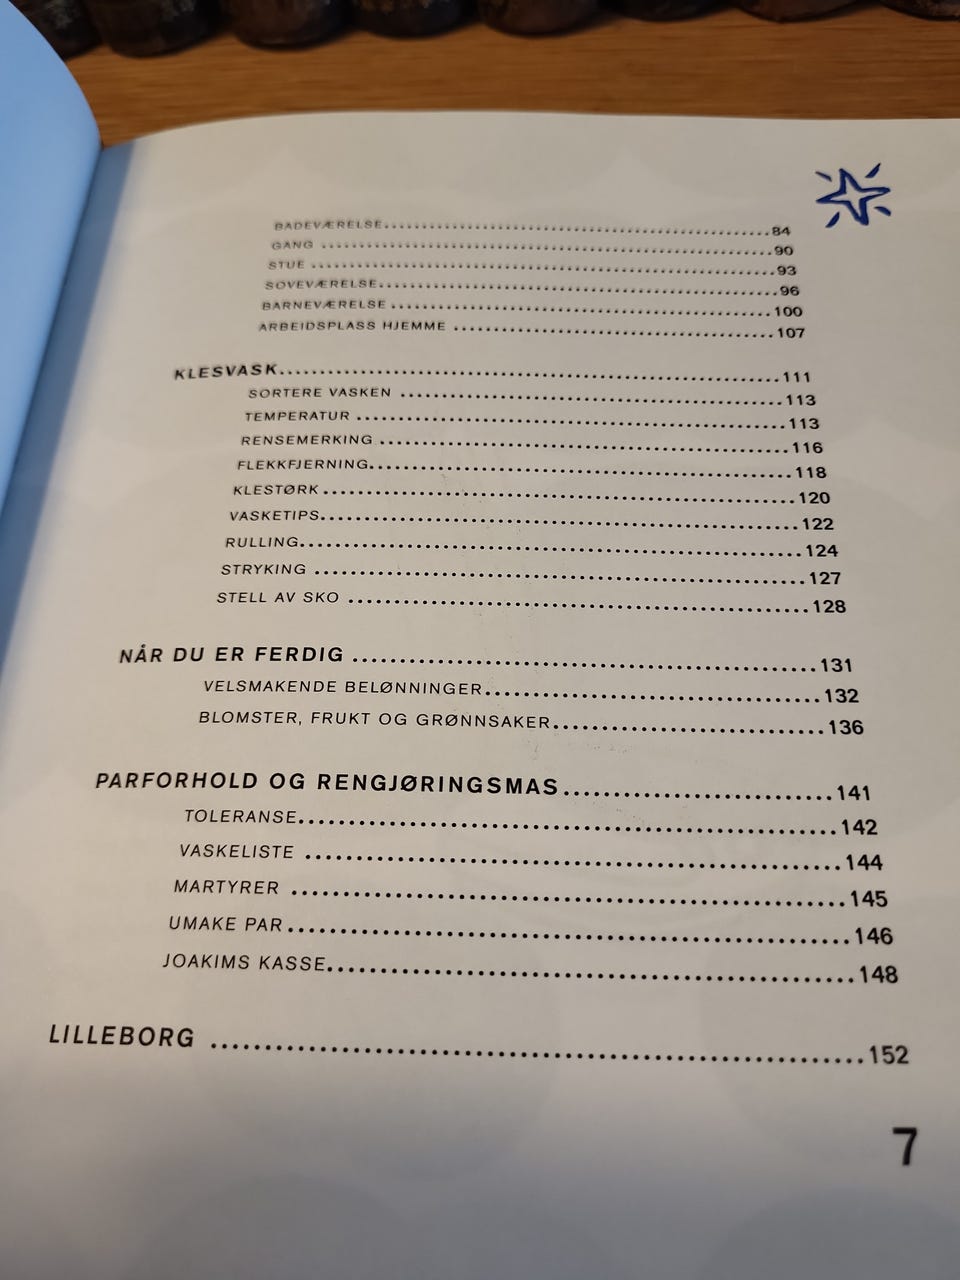 BADEVÆRELSE.................................................84
GANG .................................................90
STUE .................................................93
SOVEVÆRELSE.................................................96
BARNEVÆRELSE .................................................100
ARBEIDSPLASS HJEMME .................................................107
KLESVASK.................................................111
SORTERE VASKEN .................................................113
TEMPERATUR .................................................113
RENSEMERKING .................................................116
FLEKKFJERNING.................................................118
KLESTØRK.................................................120
VASKETIPS.................................................122
RULLING.................................................124
STRYKING .................................................127
STELL AV SKO .................................................128
NÅR DU ER FERDIG .................................................131
VELSMAKENDE BELØNNINGER.................................................132
BLOMSTER, FRUKT OG GRØNNSAKER.................................................136
PARFORHOLD OG RENGJØRINGSMAS.................................................141
TOLERANSE.................................................142
VASKELISTE .................................................144
MARTYRER .................................................145
UMAKE PAR.................................................146
JOAKIMS KASSE.................................................148
LILLEBORG .................................................152
7